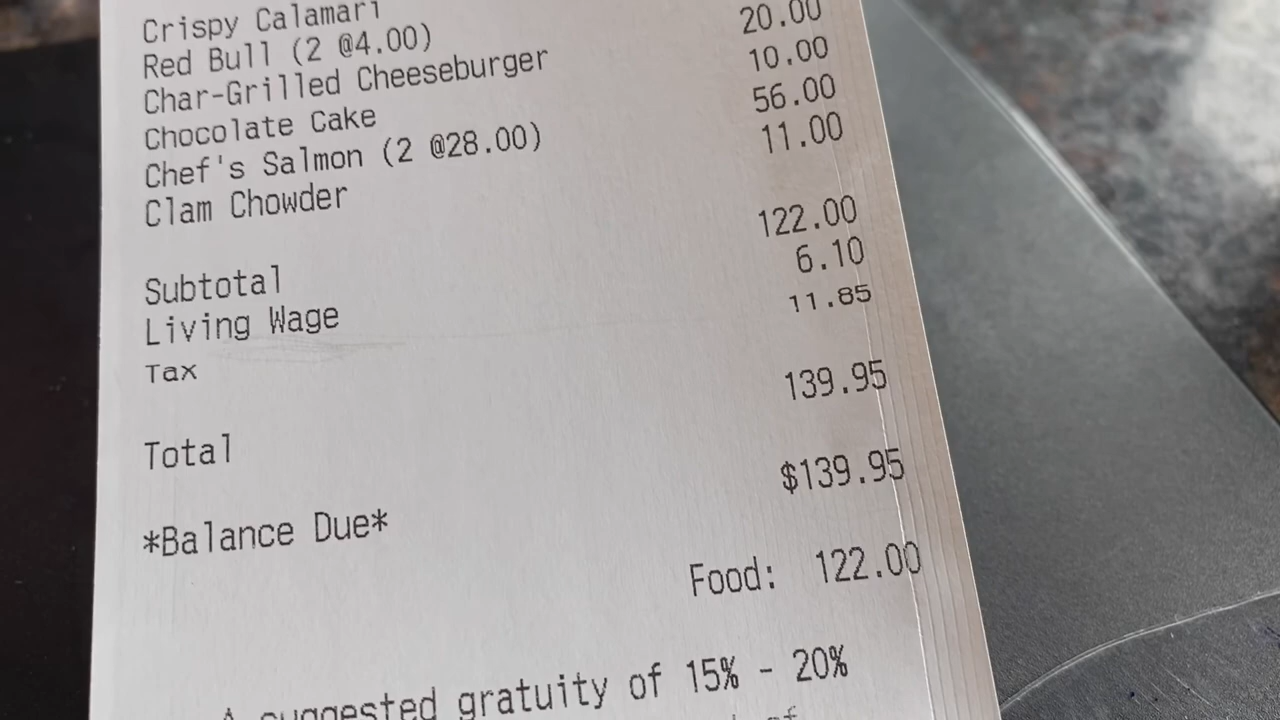 Crispy Calamari
Red Bull (2 @4.00)
Char-Grilled Cheeseburger 20.00
Chocolate Cake 10.00
Chef's Salmon (2 @28.00) 56.00
Clam Chowder 11.00
Subtotal 122.00
Living Wage 6.10
Tax 11.85
Total 139.95
*Balance Due* $139.95
Food: 122.00
A suggested gratuity of 15% - 20%
of